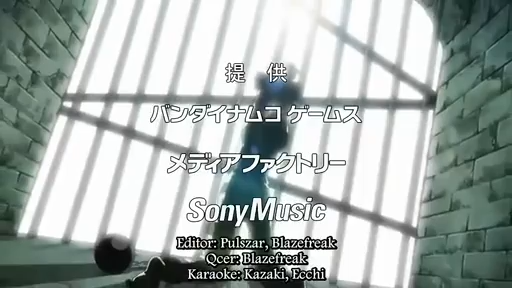 提 供
バンダイナムコ ゲームス
メディアファクトリー
SonyMusic
Editor: Pulszar, Blazefreak
Qcer: Blazefreak
Karaoke: Kazaki, Ecchi